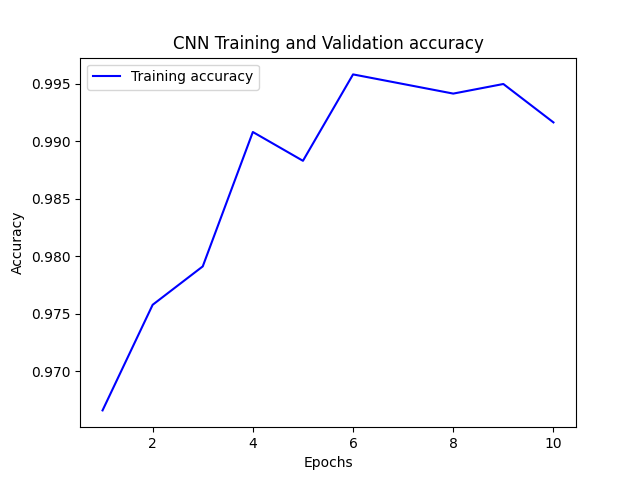 CNN Training and Validation accuracy
Training accuracy
0.995
0.990
0.985
0.980
0.975
0.970
Accuracy
2 4 6 8 10
Epochs